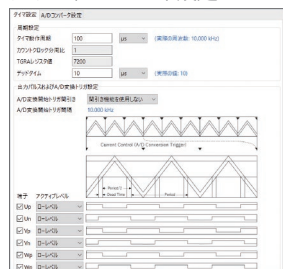 タイマ設定 A/Dコンバータ設定
周期設定
タイマ動作周期 100 μs (実際の周波数: 10.000 kHz)
カウントクロック分周比 1
TGRAレジスタ値 7200
デッドタイム 10 μs (実際の値: 10)
出力パルスおよびA/D変換トリガ設定
A/D変換開始トリガ間引き 間引き機能を使用しない
A/D変換開始トリガ間隔 10.000 kHz
Current Control (A/D Conversion Trigger)
Period/2
Dead Time Period
端子 アクティブレベル
Up ローレベル
Un ローレベル
Vp ローレベル
Vn ローレベル
Wp ローレベル
Wn ローレベル